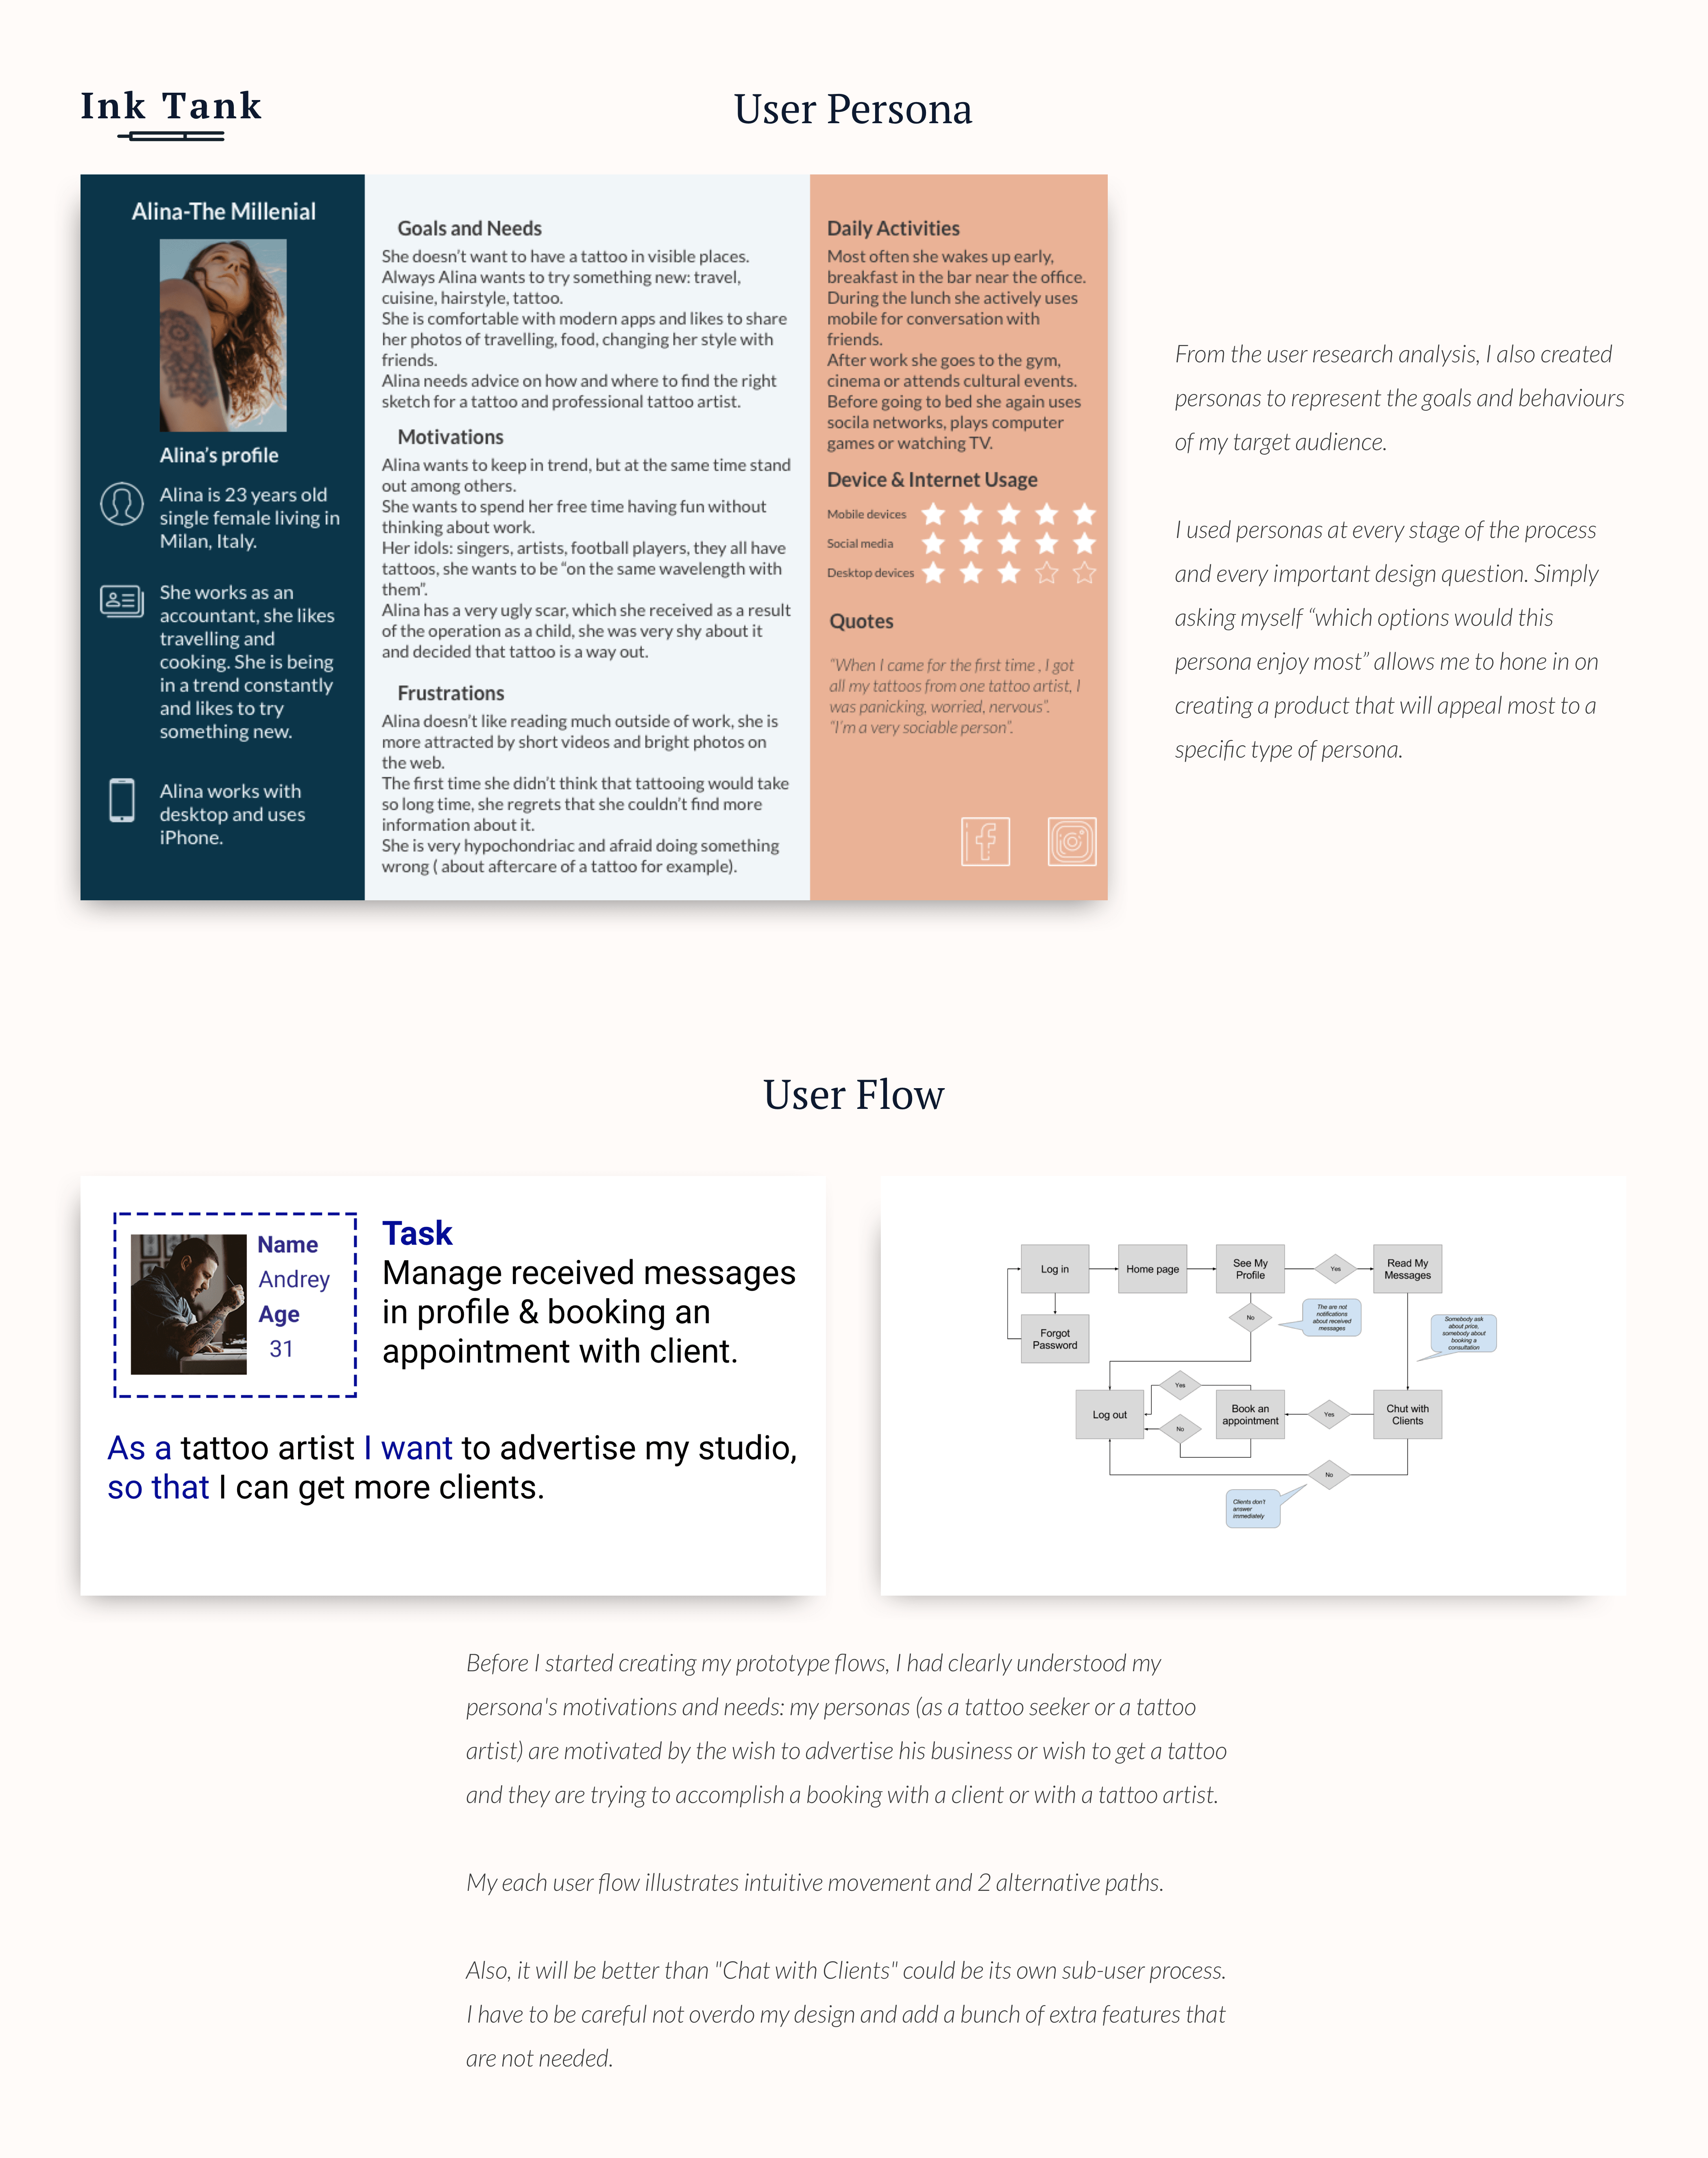 Ink Tank
User Persona
Alina-The Millenial
Alina's profile
Alina is 23 years old
single female living in
Milan, Italy.
She works as an
accountant, she likes
travelling and
cooking. She is being
in a trend constantly
and likes to try
something new.
Alina works with
desktop and uses
iPhone.
Goals and Needs
She doesn't want to have a tattoo in visible places.
Always Alina wants to try something new: travel,
cuisine, hairstyle, tattoo.
She is comfortable with modern apps and likes to share
her photos of travelling, food, changing her style with
friends.
Alina needs advice on how and where to find the right
sketch for a tattoo and professional tattoo artist.
Motivations
Alina wants to keep in trend, but at the same time stand
out among others.
She wants to spend her free time having fun without
thinking about work.
Her idols: singers, artists, football players, they all have
tattoos, she wants to be “on the same wavelength with
them”.
Alina has a very ugly scar, which she received as a result
of the operation as a child, she was very shy about it
and decided that tattoo is a way out.
Frustrations
Alina doesn't like reading much outside of work, she is
more attracted by short videos and bright photos on
the web.
The first time she didn't think that tattooing would take
so long time, she regrets that she couldn't find more
information about it.
She is very hypochondriac and afraid doing something
wrong ( about aftercare of a tattoo for example).
Daily Activities
Most often she wakes up early,
breakfast in the bar near the office.
During the lunch she actively uses
mobile for conversation with
friends.
After work she goes to the gym,
cinema or attends cultural events.
Before going to bed she again uses
socila networks, plays computer
games or watching TV.
Device & Internet Usage
Mobile devices
Social media
Desktop devices
Quotes
“When I came for the first time , I got
all my tattoos from one tattoo artist, I
was panicking, worried, nervous”.
“I'm a very sociable person”.
From the user research analysis, I also created
personas to represent the goals and behaviours
of my target audience.
I used personas at every stage of the process
and every important design question. Simply
asking myself “which options would this
persona enjoy most” allows me to hone in on
creating a product that will appeal most to a
specific type of persona.
User Flow
Name
Andrey
Age
31
Task
Manage received messages
in profile & booking an
appointment with client.
As a tattoo artist I want to advertise my studio,
so that I can get more clients.
Log in
Home page
See My
Profile
Yes
Read My
Messages
Forgot
Password
No
The are not
notifications
about received
messages
Somebody ask
about price,
somebody about
booking a
consultation
Log out
Yes
No
Book an
appointment
Yes
Chut with
Clients
No
Clients don't
answer
immediately
Before I started creating my prototype flows, I had clearly understood my
persona's motivations and needs: my personas (as a tattoo seeker or a tattoo
artist) are motivated by the wish to advertise his business or wish to get a tattoo
and they are trying to accomplish a booking with a client or with a tattoo artist.
My each user flow illustrates intuitive movement and 2 alternative paths.
Also, it will be better than "Chat with Clients" could be its own sub-user process.
I have to be careful not overdo my design and add a bunch of extra features that
are not needed.